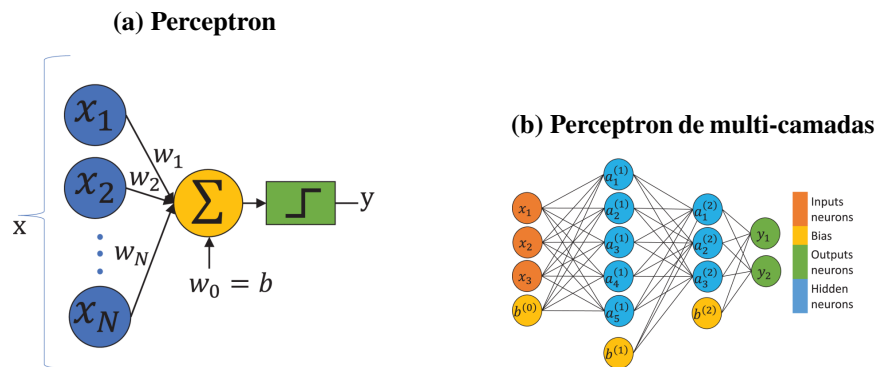 (a) Perceptron
x
x₁
x₂
x_N
w₁
w₂
w_N
Σ
y
w₀ = b
(b) Perceptron de multi-camadas
x₁
x₂
x₃
b⁽⁰⁾
a₁⁽¹⁾
a₂⁽¹⁾
a₃⁽¹⁾
a₄⁽¹⁾
a₅⁽¹⁾
b⁽¹⁾
a₁⁽²⁾
a₂⁽²⁾
a₃⁽²⁾
b⁽²⁾
y₁
y₂
Inputs
neurons
Bias
Outputs
neurons
Hidden
neurons